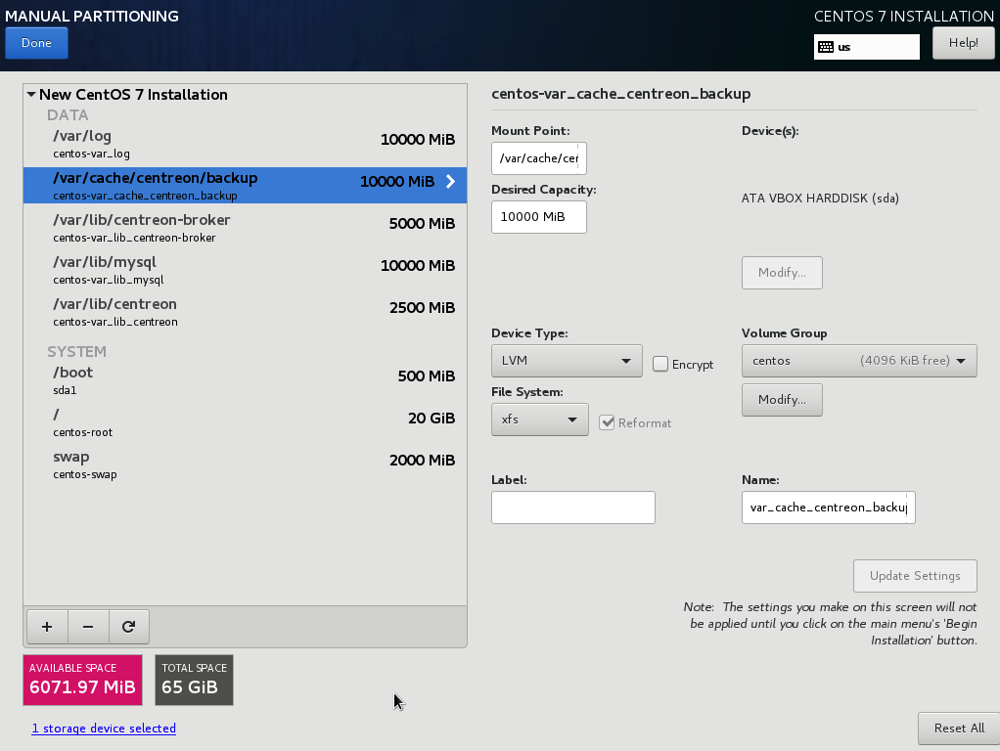 MANUAL PARTITIONING
CENTOS 7 INSTALLATION
Done
us
Help!
New CentOS 7 Installation
DATA
/var/log
10000 MiB
centos-var_log
/var/cache/centreon/backup
10000 MiB
centos-var_cache_centreon_backup
/var/lib/centreon-broker
5000 MiB
centos-var_lib_centreon-broker
/var/lib/mysql
10000 MiB
centos-var_lib_mysql
/var/lib/centreon
2500 MiB
centos-var_lib_centreon
SYSTEM
/boot
500 MiB
sda1
/
20 GiB
centos-root
swap
2000 MiB
centos-swap
AVAILABLE SPACE
6071.97 MiB
TOTAL SPACE
65 GiB
1 storage device selected
centos-var_cache_centreon_backup
Mount Point:
/var/cache/cer
Device(s):
Desired Capacity:
10000 MiB
ATA VBOX HARDDISK (sda)
Modify...
Device Type:
LVM
Encrypt
Volume Group
centos (4096 KiB free)
File System:
xfs
Reformat
Modify...
Label:
Name:
var_cache_centreon_backup
Update Settings
Note: The settings you make on this screen will not
be applied until you click on the main menu's 'Begin
Installation' button.
Reset All